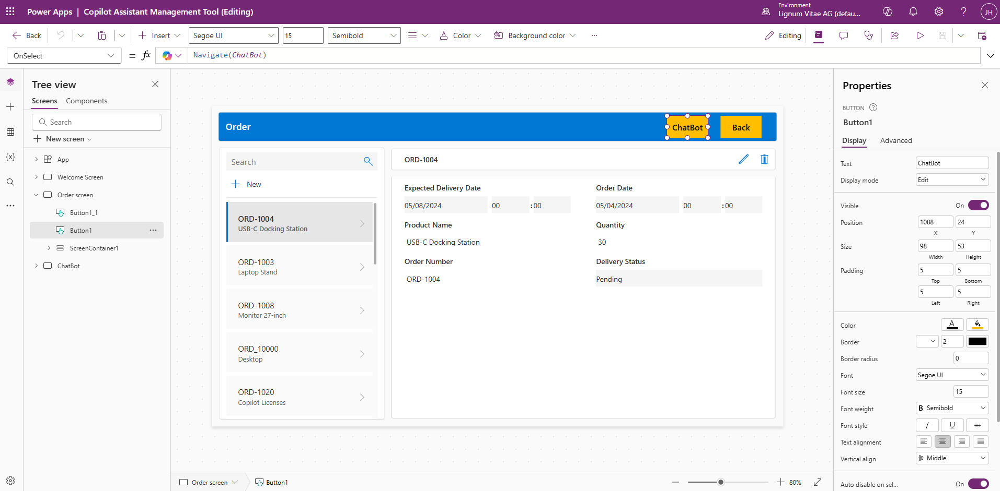 Power Apps | Copilot Assistant Management Tool (Editing)
Environment
Lignum Vitae AG (defau...
JH
Back
Insert
Segoe UI
15
Semibold
Color
Background color
Editing
OnSelect
= fx
Navigate(ChatBot)
Tree view
Screens
Components
Search
New screen
App
Welcome Screen
Order screen
Button1_1
Button1
ScreenContainer1
ChatBot
Order
ChatBot
Back
Search
New
ORD-1004
USB-C Docking Station
ORD-1003
Laptop Stand
ORD-1008
Monitor 27-inch
ORD_10000
Desktop
ORD-1020
Copilot Licenses
ORD-1004
Expected Delivery Date
Order Date
05/08/2024 00 :00
05/04/2024 00 :00
Product Name
Quantity
USB-C Docking Station
30
Order Number
Delivery Status
ORD-1004
Pending
Order screen
Button1
80%
Properties
BUTTON
Button1
Display
Advanced
Text ChatBot
Display mode Edit
Visible On
Position 1088 24
X Y
Size 98 53
Width Height
Padding 5 5
Top Bottom
5 5
Left Right
Color A
Border 2
Border radius 0
Font Segoe UI
Font size 15
Font weight B Semibold
Font style / U abc
Text alignment
Vertical align Middle
Auto disable on sel... On